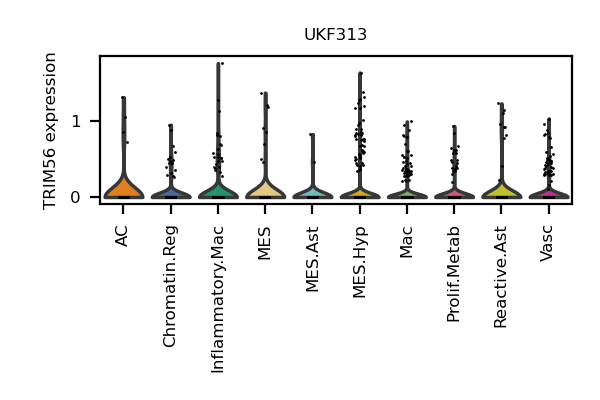 UKF313
TRIM56 expression
1
0
AC
Chromatin.Reg
Inflammatory.Mac
MES
MES.Ast
MES.Hyp
Mac
Prolif.Metab
Reactive.Ast
Vasc